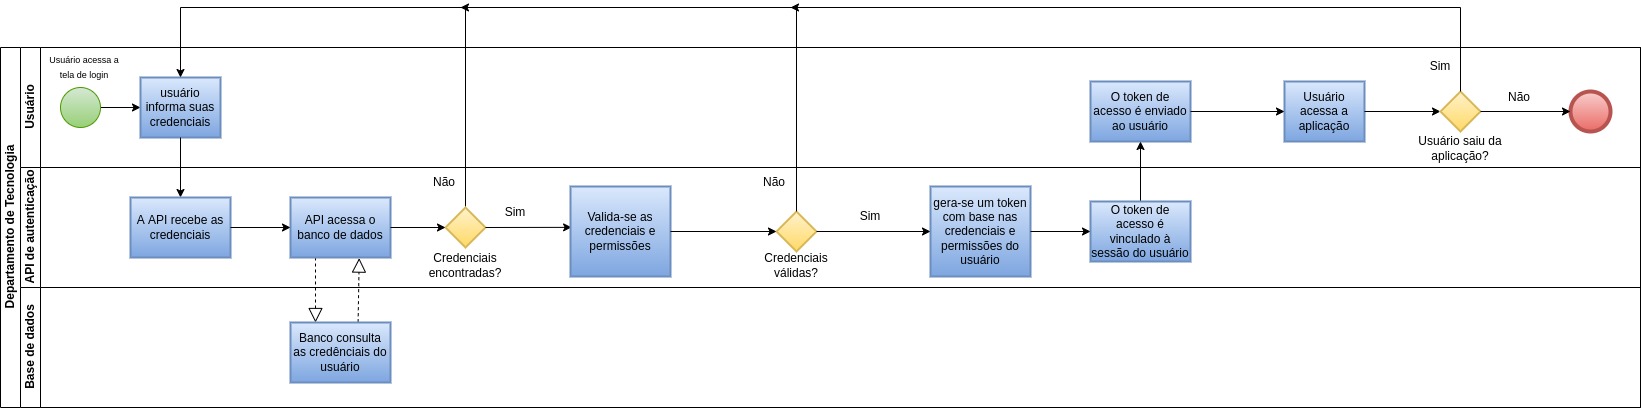 Departamento de Tecnologia
Usuário
Usuário acessa a
tela de login
usuário
informa suas
credenciais
O token de
acesso é enviado
ao usuário
Usuário
acessa a
aplicação
Sim
Não
Usuário saiu da
aplicação?
API de autenticação
A API recebe as
credenciais
API acessa o
banco de dados
Não
Sim
Credenciais
encontradas?
Valida-se as
credenciais e
permissões
Não
Sim
Credenciais
válidas?
gera-se um token
com base nas
credenciais e
permissões do
usuário
O token de
acesso é
vinculado à
sessão do usuário
Base de dados
Banco consulta
as credênciais do
usuário